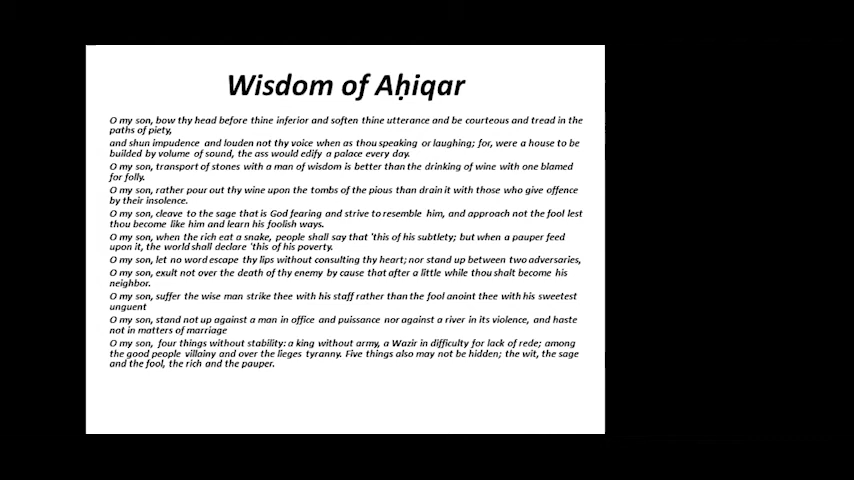 Wisdom of Aḥiqar
O my son, bow thy head before thine inferior and soften thine utterance and be courteous and tread in the
paths of piety,
and shun impudence and louden not thy voice when as thou speaking or laughing; for, were a house to be
builded by volume of sound, the ass would edify a palace every day.
O my son, transport of stones with a man of wisdom is better than the drinking of wine with one blamed
for folly.
O my son, rather pour out thy wine upon the tombs of the pious than drain it with those who give offence
by their insolence.
O my son, cleave to the sage that is God fearing and strive to resemble him, and approach not the fool lest
thou become like him and learn his foolish ways.
O my son, when the rich eat a snake, people shall say that 'this of his subtlety; but when a pauper feed
upon it, the world shall declare 'this of his poverty.
O my son, let no word escape thy lips without consulting thy heart; nor stand up between two adversaries,
O my son, exult not over the death of thy enemy by cause that after a little while thou shalt become his
neighbor.
O my son, suffer the wise man strike thee with his staff rather than the fool anoint thee with his sweetest
unguent
O my son, stand not up against a man in office and puissance nor against a river in its violence, and haste
not in matters of marriage
O my son, four things without stability: a king without army, a Wazir in difficulty for lack of rede; among
the good people villainy and over the lieges tyranny. Five things also may not be hidden; the wit, the sage
and the fool, the rich and the pauper.